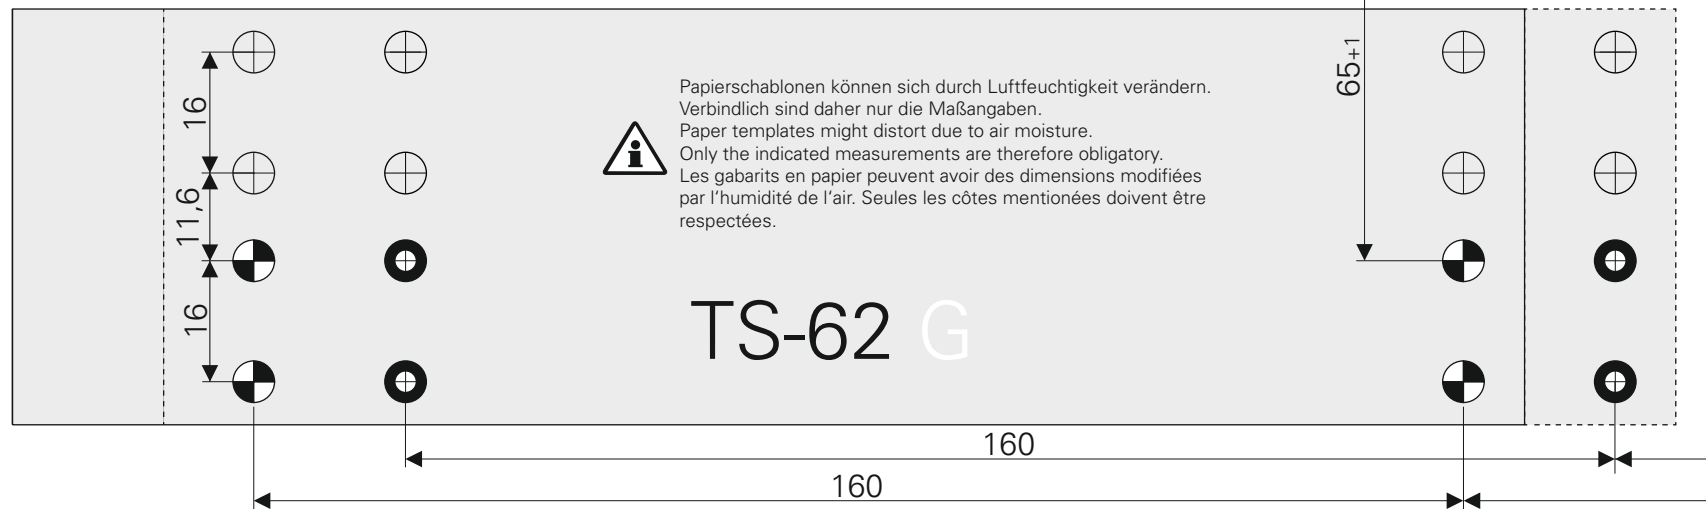 65+1
16
Papierschablonen können sich durch Luftfeuchtigkeit verändern.
Verbindlich sind daher nur die Maßangaben.
Paper templates might distort due to air moisture.
Only the indicated measurements are therefore obligatory.
Les gabarits en papier peuvent avoir des dimensions modifiées
par l'humidité de l'air. Seules les côtes mentionées doivent être
respectées.
11,6
16
TS-62 G
160
160